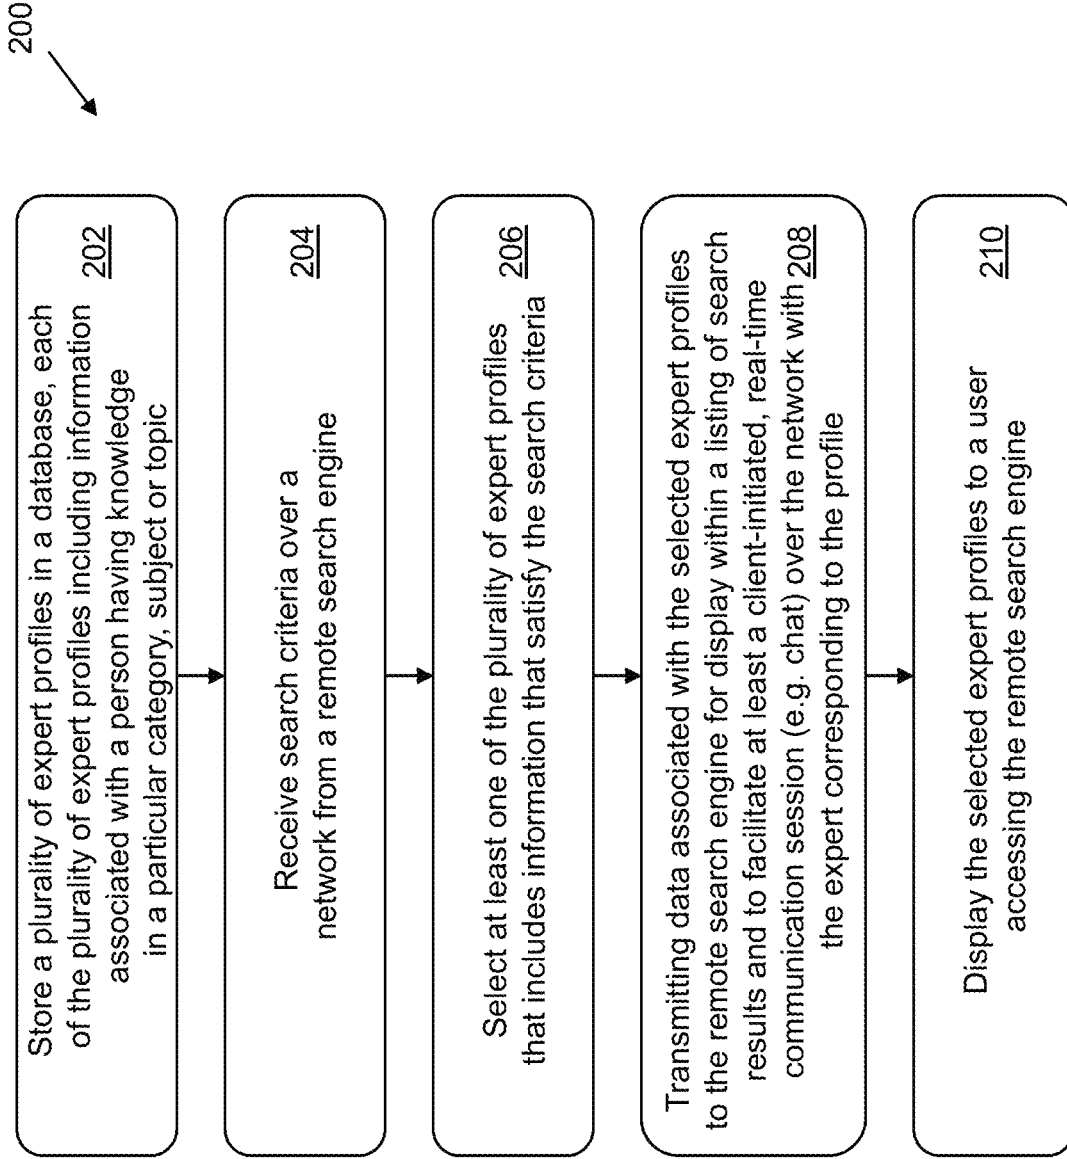 200
Store a plurality of expert profiles in a database, each
of the plurality of expert profiles including information
associated with a person having knowledge
in a particular category, subject or topic
202
Receive search criteria over a
network from a remote search engine
204
Select at least one of the plurality of expert profiles
that includes information that satisfy the search criteria
206
Transmitting data associated with the selected expert profiles
to the remote search engine for display within a listing of search
results and to facilitate at least a client-initiated, real-time
communication session (e.g. chat) over the network with
the expert corresponding to the profile
208
Display the selected expert profiles to a user
accessing the remote search engine
210